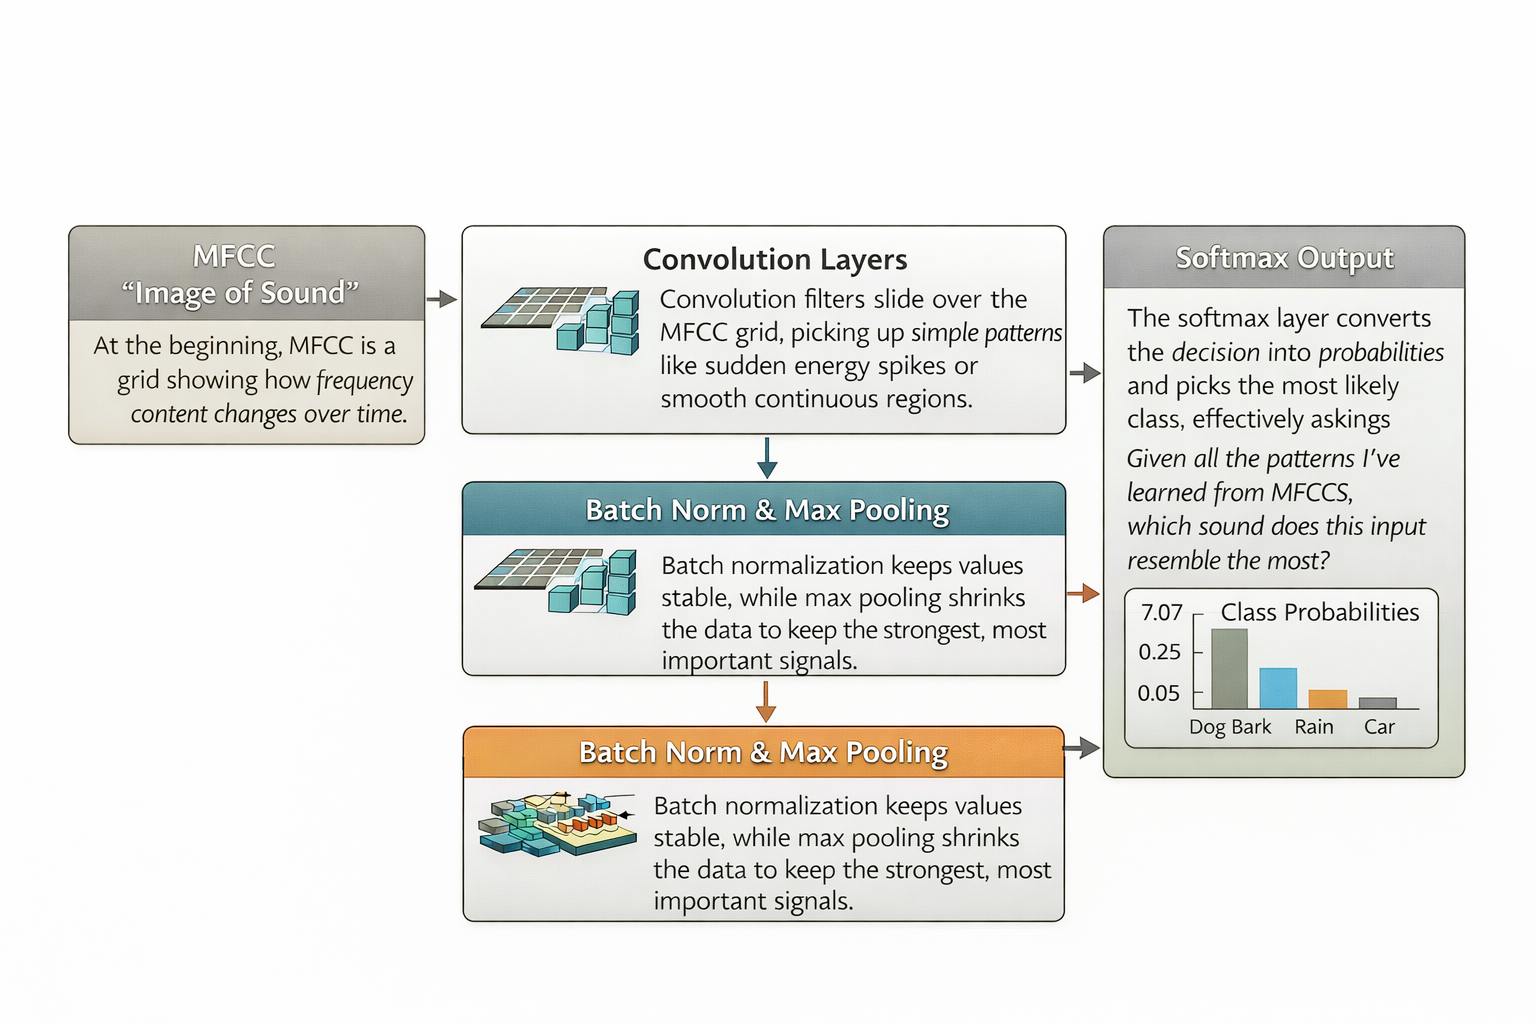 MFCC
“Image of Sound”
At the beginning, MFCC is a
grid showing how frequency
content changes over time.
Convolution Layers
Convolution filters slide over the
MFCC grid, picking up simple patterns
like sudden energy spikes or
smooth continuous regions.
Batch Norm & Max Pooling
Batch normalization keeps values
stable, while max pooling shrinks
the data to keep the strongest, most
important signals.
Batch Norm & Max Pooling
Batch normalization keeps values
stable, while max pooling shrinks
the data to keep the strongest, most
important signals.
Softmax Output
The softmax layer converts
the decision into probabilities
and picks the most likely
class, effectively askings
Given all the patterns I’ve
learned from MFCCS,
which sound does this input
resemble the most?
Class Probabilities
7.07
0.25
0.05
Dog Bark Rain Car